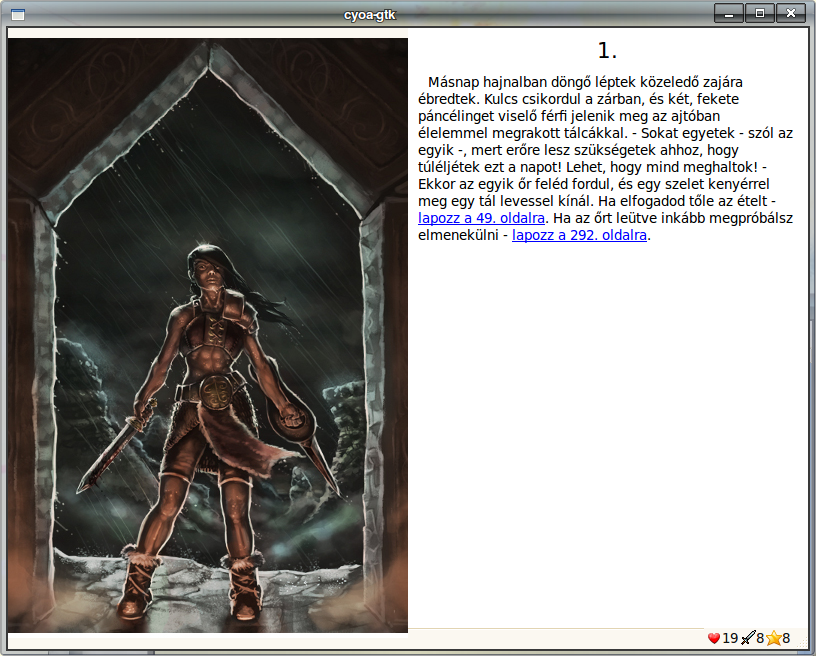 cyoa-gtk
1.
Másnap hajnalban döngő léptek közeledő zajára
ébredtek. Kulcs csikordul a zárban, és két, fekete
páncélinget viselő férfi jelenik meg az ajtóban
élelemmel megrakott tálcákkal. - Sokat egyetek - szól az
egyik -, mert erőre lesz szükségetek ahhoz, hogy
túléljétek ezt a napot! Lehet, hogy mind meghaltok! -
Ekkor az egyik őr feléd fordul, és egy szelet kenyérrel
meg egy tál levessel kínál. Ha elfogadod tőle az ételt -
lapozz a 49. oldalra. Ha az őrt leütve inkább megpróbálsz
elmenekülni - lapozz a 292. oldalra.
19 8 8